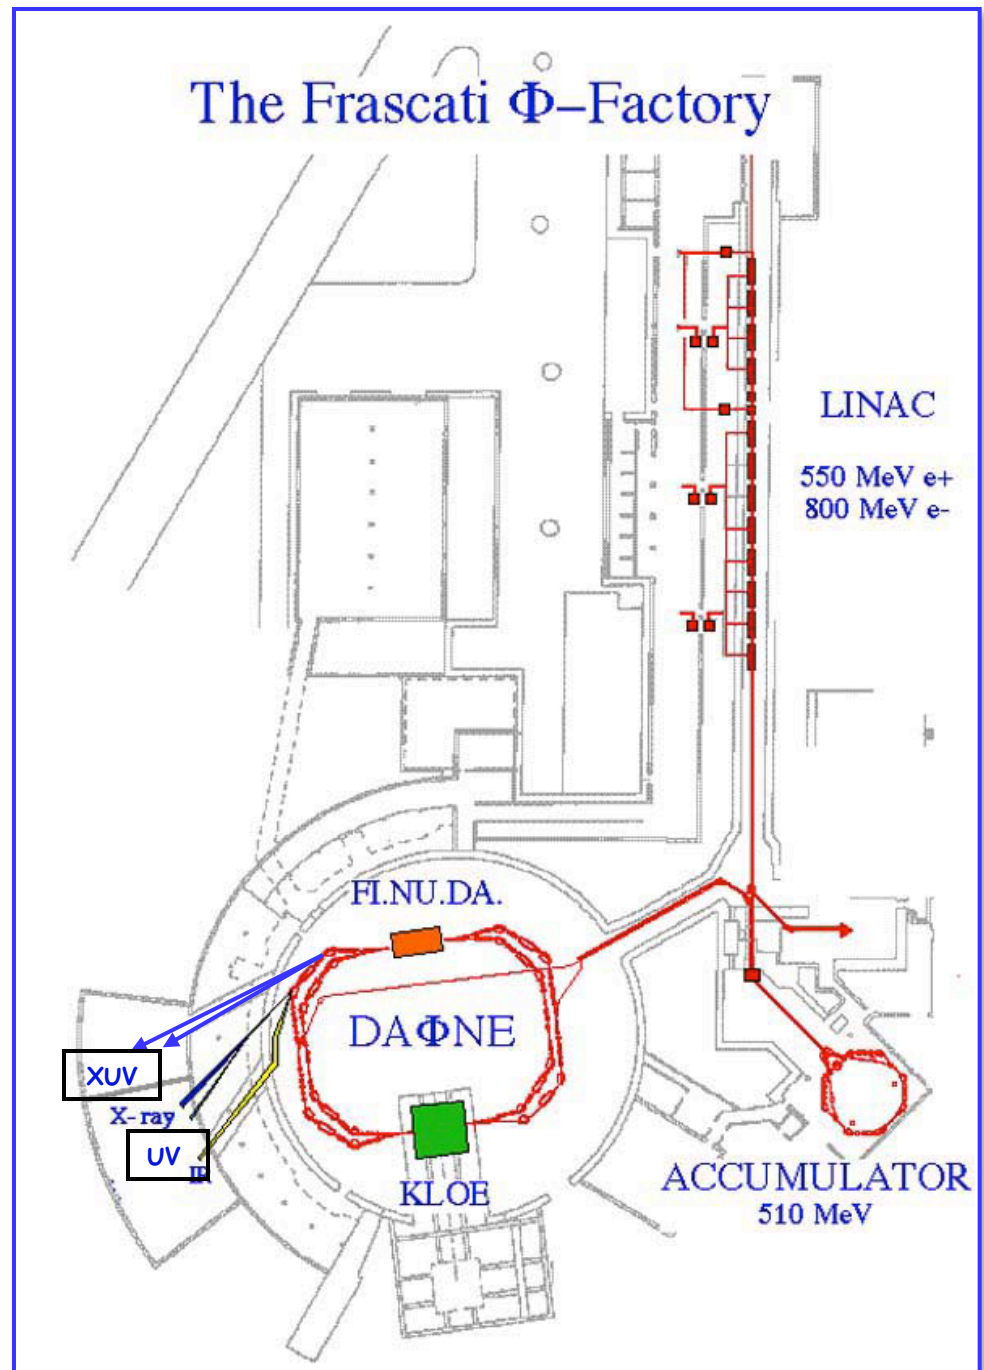 The Frascati Φ-Factory
LINAC
550 MeV e+
800 MeV e-
FI.NU.DA.
DAΦNE
XUV
X-ray
UV
IR
KLOE
ACCUMULATOR
510 MeV